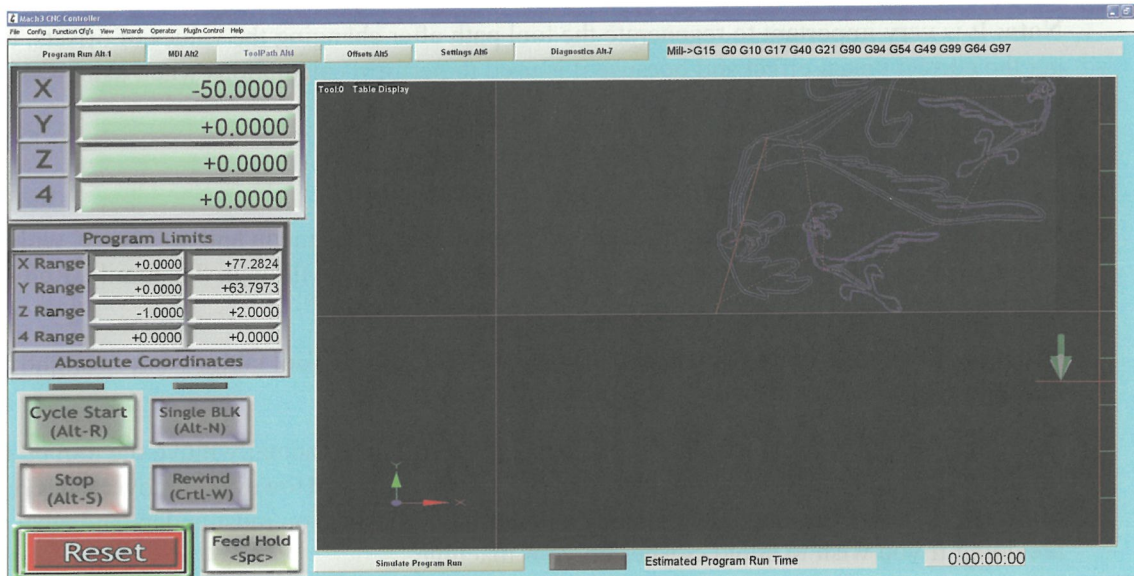 Mach3 CNC Controller
File Config Function Cfg's View Wizards Operator PlugIn Control Help
Program Run Alt-1 MDI Alt2 ToolPath Alt4 Offsets Alt5 Settings Alt6 Diagnostics Alt-7 Mill->G15 G0 G10 G17 G40 G21 G90 G94 G54 G49 G99 G64 G97
X -50.0000
Y +0.0000
Z +0.0000
4 +0.0000
Tool:0 Table Display
Program Limits
X Range +0.0000 +77.2824
Y Range +0.0000 +63.7973
Z Range -1.0000 +2.0000
4 Range +0.0000 +0.0000
Absolute Coordinates
Cycle Start
(Alt-R)
Single BLK
(Alt-N)
Stop
(Alt-S)
Rewind
(Crtl-W)
Reset
Feed Hold
<Spc>
Y
X
Simulate Program Run Estimated Program Run Time 0:00:00:00